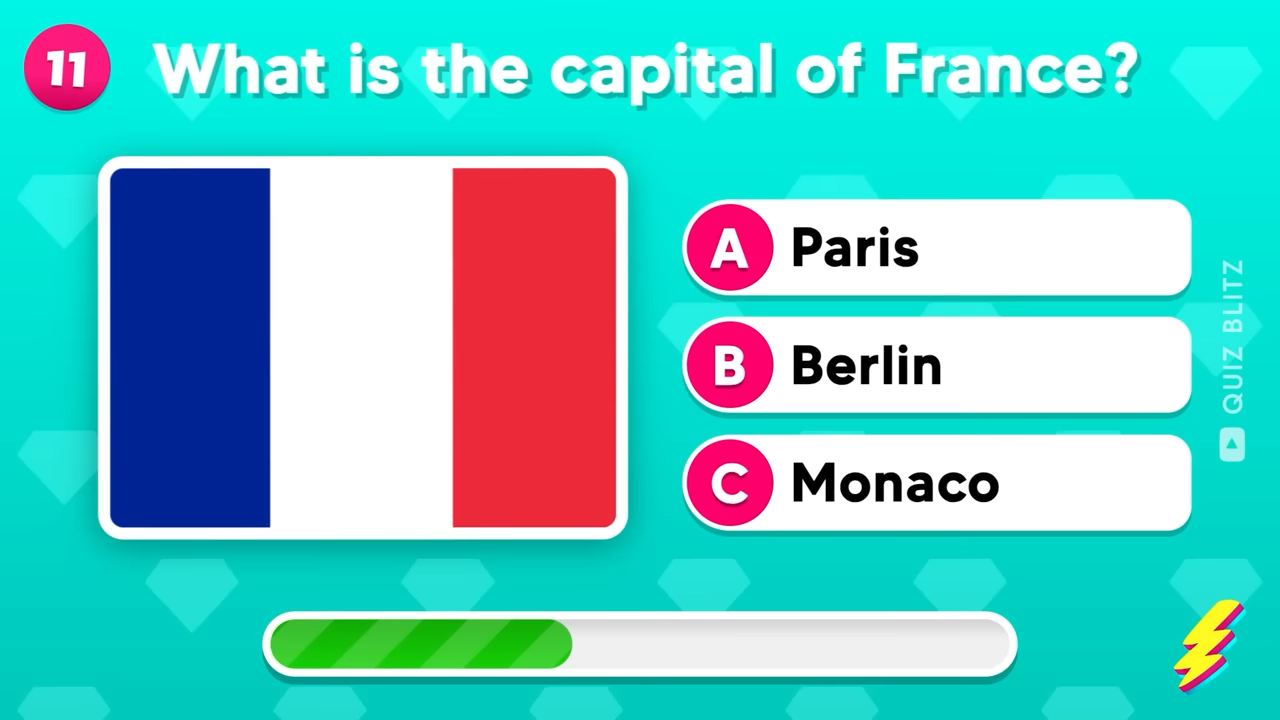 11
What is the capital of France?
A Paris
B Berlin
C Monaco
QUIZ BLITZ